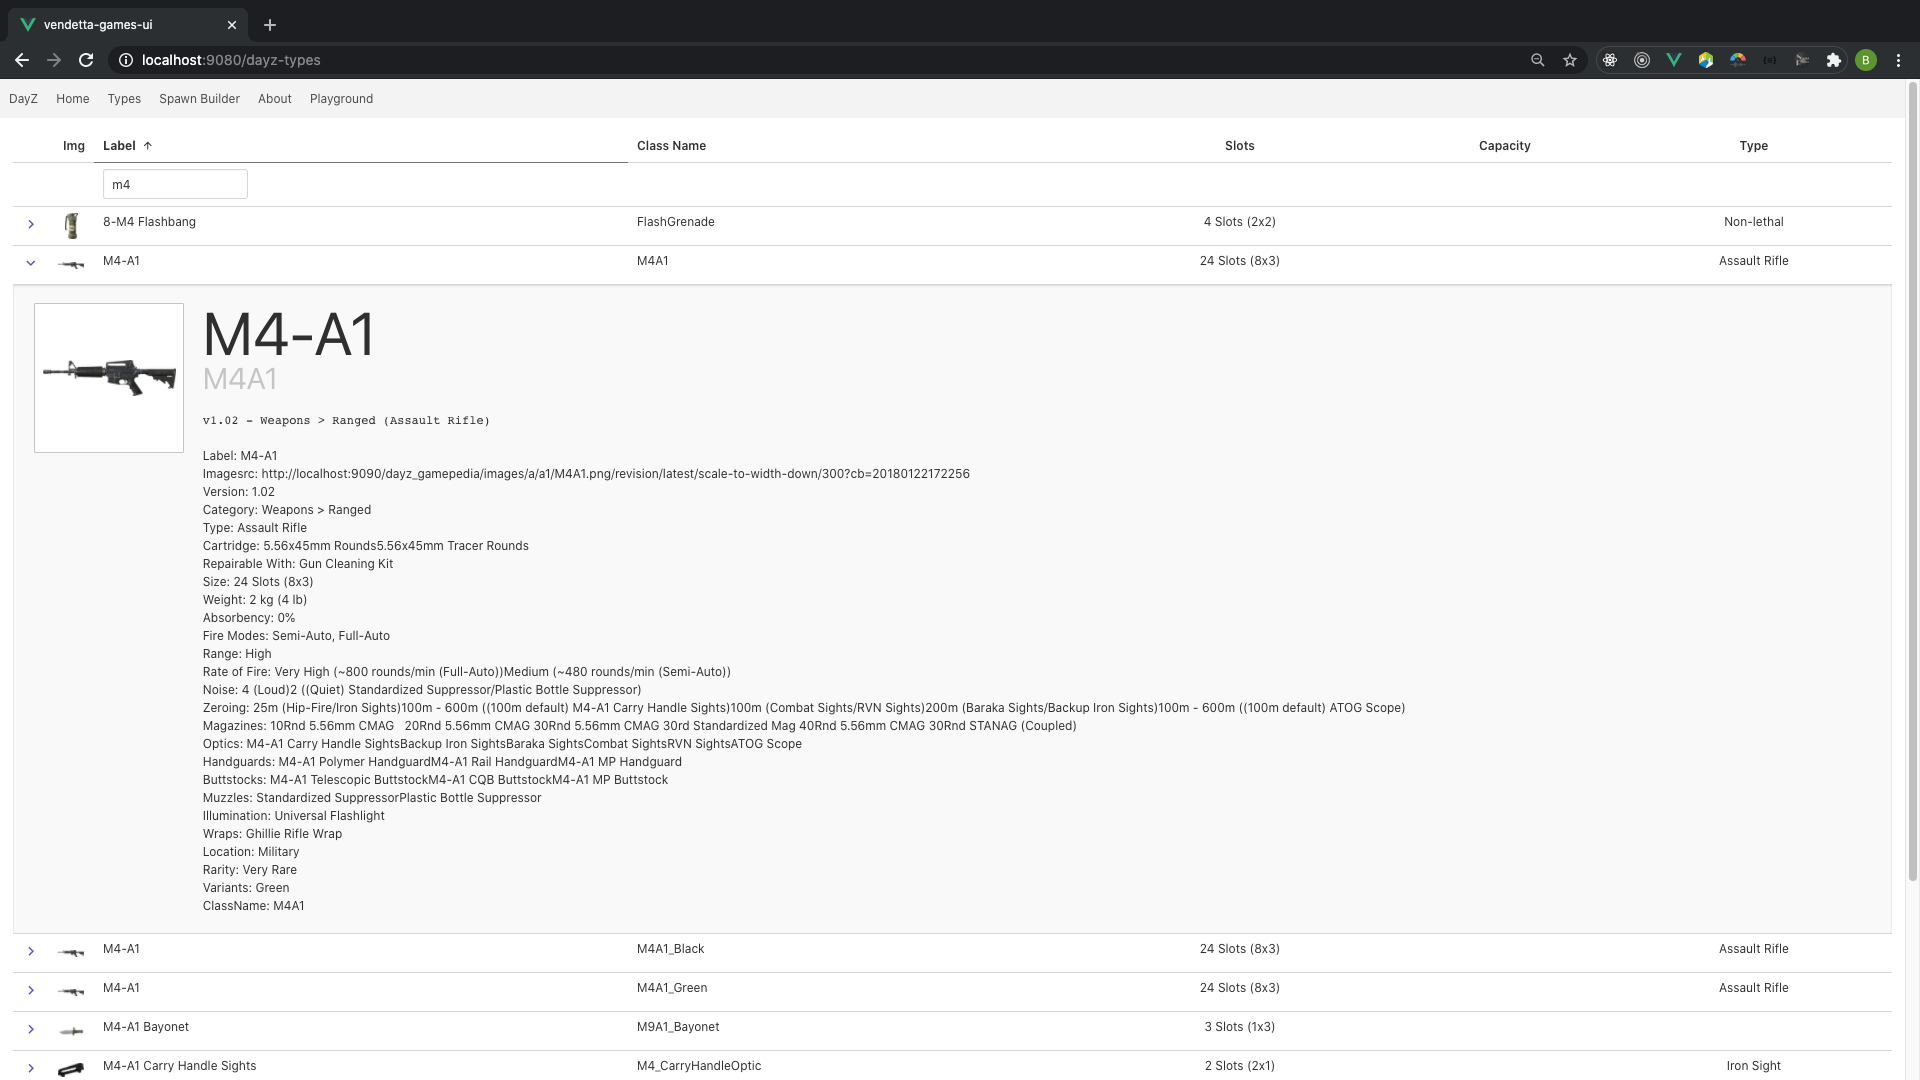 vendetta-games-ui
localhost:9080/dayz-types
B
DayZ Home Types Spawn Builder About Playground
Img Label Class Name Slots Capacity Type
m4
8-M4 Flashbang FlashGrenade 4 Slots (2x2) Non-lethal
M4-A1 M4A1 24 Slots (8x3) Assault Rifle
M4-A1
M4A1
v1.02 - Weapons > Ranged (Assault Rifle)
Label: M4-A1
Imagesrc: http://localhost:9090/dayz_gamepedia/images/a/a1/M4A1.png/revision/latest/scale-to-width-down/300?cb=20180122172256
Version: 1.02
Category: Weapons > Ranged
Type: Assault Rifle
Cartridge: 5.56x45mm Rounds5.56x45mm Tracer Rounds
Repairable With: Gun Cleaning Kit
Size: 24 Slots (8x3)
Weight: 2 kg (4 lb)
Absorbency: 0%
Fire Modes: Semi-Auto, Full-Auto
Range: High
Rate of Fire: Very High (~800 rounds/min (Full-Auto))Medium (~480 rounds/min (Semi-Auto))
Noise: 4 (Loud)2 ((Quiet) Standardized Suppressor/Plastic Bottle Suppressor)
Zeroing: 25m (Hip-Fire/Iron Sights)100m - 600m ((100m default) M4-A1 Carry Handle Sights)100m (Combat Sights/RVN Sights)200m (Baraka Sights/Backup Iron Sights)100m - 600m ((100m default) ATOG Scope)
Magazines: 10Rnd 5.56mm CMAG   20Rnd 5.56mm CMAG 30Rnd 5.56mm CMAG 30rd Standardized Mag 40Rnd 5.56mm CMAG 30Rnd STANAG (Coupled)
Optics: M4-A1 Carry Handle SightsBackup Iron SightsBaraka SightsCombat SightsRVN SightsATOG Scope
Handguards: M4-A1 Polymer HandguardM4-A1 Rail HandguardM4-A1 MP Handguard
Buttstocks: M4-A1 Telescopic ButtstockM4-A1 CQB ButtstockM4-A1 MP Buttstock
Muzzles: Standardized SuppressorPlastic Bottle Suppressor
Illumination: Universal Flashlight
Wraps: Ghillie Rifle Wrap
Location: Military
Rarity: Very Rare
Variants: Green
ClassName: M4A1
M4-A1 M4A1_Black 24 Slots (8x3) Assault Rifle
M4-A1 M4A1_Green 24 Slots (8x3) Assault Rifle
M4-A1 Bayonet M9A1_Bayonet 3 Slots (1x3)
M4-A1 Carry Handle Sights M4_CarryHandleOptic 2 Slots (2x1) Iron Sight